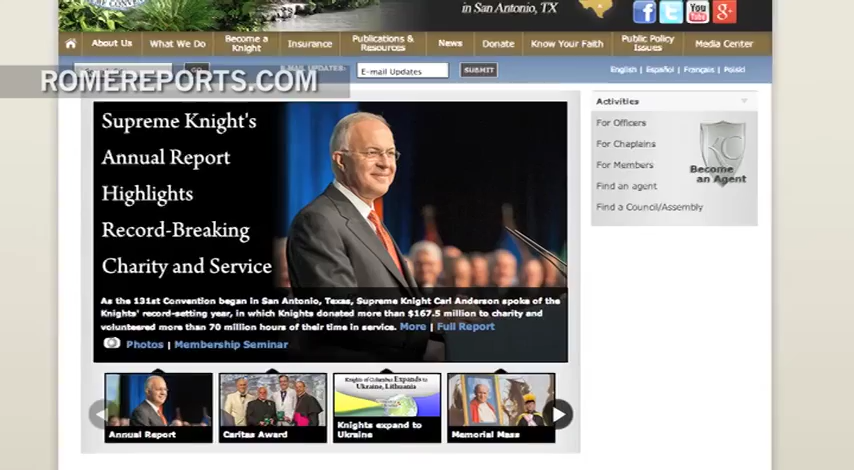 in San Antonio, TX
About Us
What We Do
Become a
Knight
Insurance
Publications &
Resources
News
Donate
Know Your Faith
Public Policy
Issues
Media Center
ROMEREPORTS.COM
GO
E-MAIL UPDATES:
E-mail Updates
SUBMIT
English | Español | Français | Polski
Supreme Knight's
Annual Report
Highlights
Record-Breaking
Charity and Service
As the 131st Convention began in San Antonio, Texas, Supreme Knight Carl Anderson spoke of the
Knights' record-setting year, in which Knights donated more than $167.5 million to charity and
volunteered more than 70 million hours of their time in service. More | Full Report
Photos | Membership Seminar
Annual Report
Caritas Award
Knights of Columbus Expands to
Ukraine, Lithuania
Knights expand to
Ukraine
Memorial Mass
Activities
For Officers
For Chaplains
For Members
Find an agent
Find a Council/Assembly
KC
Become
an Agent
You
Tube